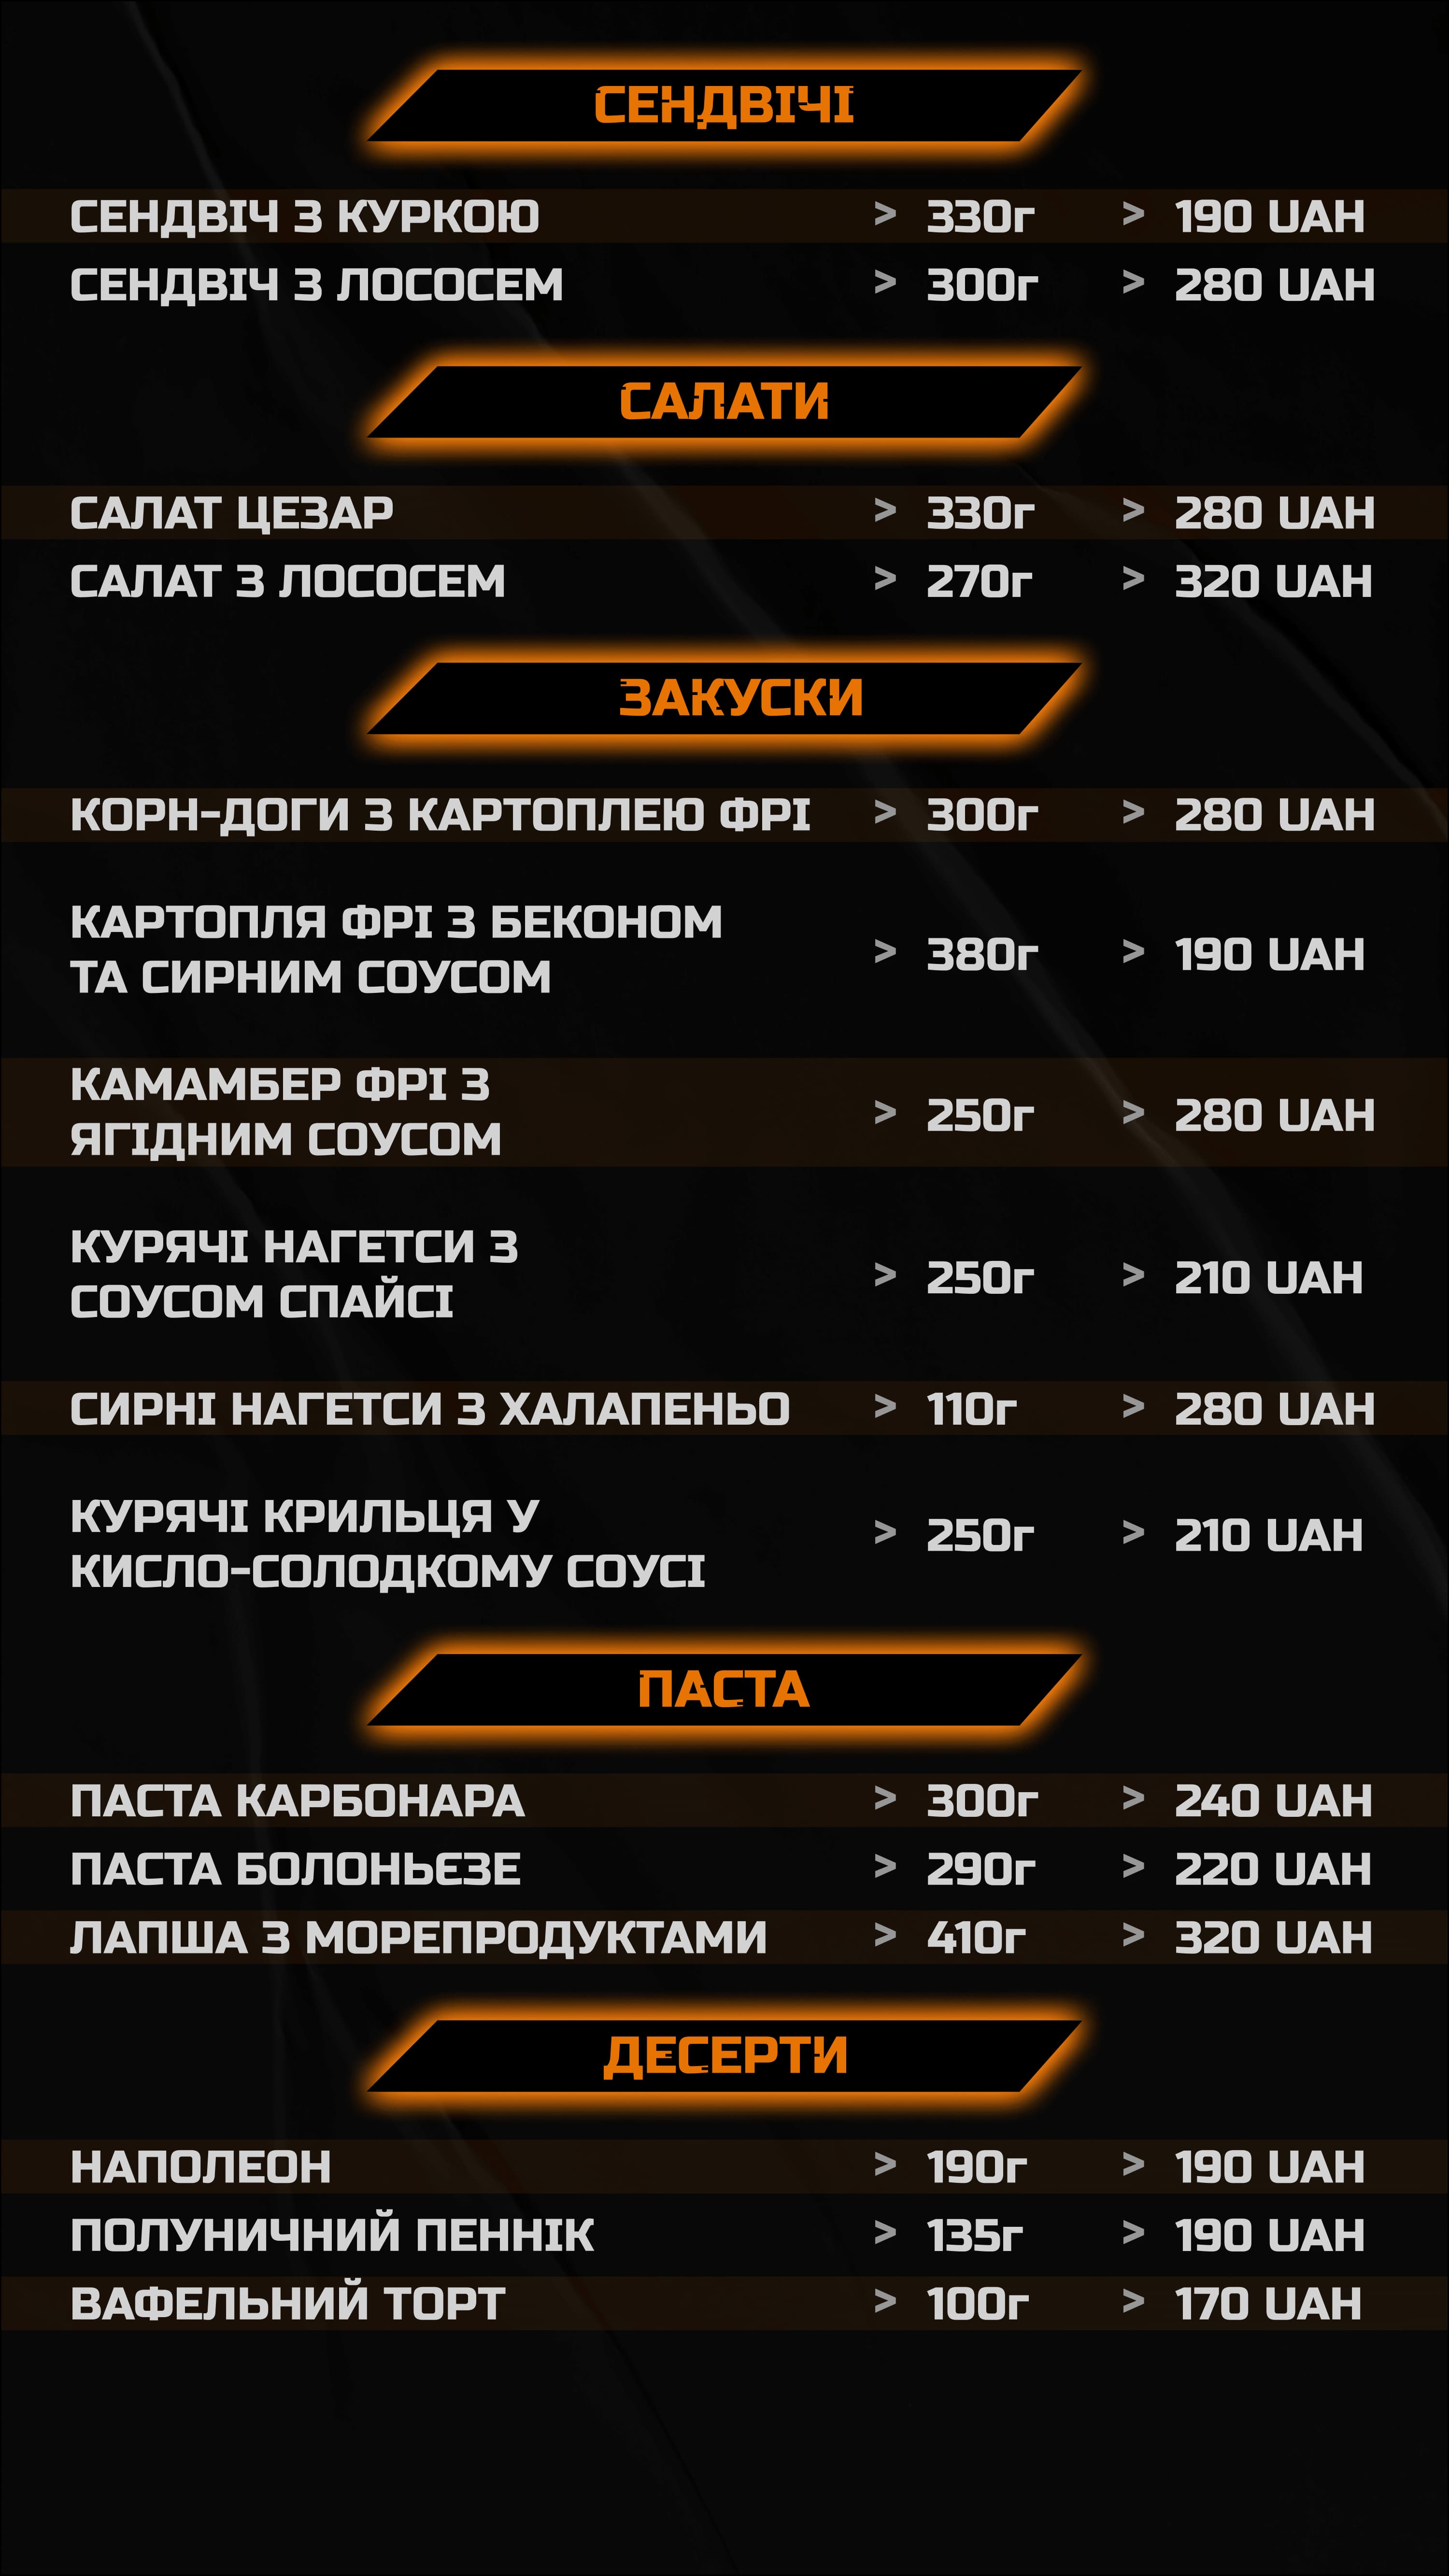 СЕНДВІЧІ
СЕНДВІЧ З КУРКОЮ > 330г > 190 UAH
СЕНДВІЧ З ЛОСОСЕМ > 300г > 280 UAH
САЛАТИ
САЛАТ ЦЕЗАР > 330г > 280 UAH
САЛАТ З ЛОСОСЕМ > 270г > 320 UAH
ЗАКУСКИ
КОРН-ДОГИ З КАРТОПЛЕЮ ФРІ > 300г > 280 UAH
КАРТОПЛЯ ФРІ З БЕКОНОМ
ТА СИРНИМ СОУСОМ > 380г > 190 UAH
КАМАМБЕР ФРІ З
ЯГІДНИМ СОУСОМ > 250г > 280 UAH
КУРЯЧІ НАГЕТСИ З
СОУСОМ СПАЙСІ > 250г > 210 UAH
СИРНІ НАГЕТСИ З ХАЛАПЕНЬО > 110г > 280 UAH
КУРЯЧІ КРИЛЬЦЯ У
КИСЛО-СОЛОДКОМУ СОУСІ > 250г > 210 UAH
ПАСТА
ПАСТА КАРБОНАРА > 300г > 240 UAH
ПАСТА БОЛОНЬЄЗЕ > 290г > 220 UAH
ЛАПША З МОРЕПРОДУКТАМИ > 410г > 320 UAH
ДЕСЕРТИ
НАПОЛЕОН > 190г > 190 UAH
ПОЛУНИЧНИЙ ПЕННІК > 135г > 190 UAH
ВАФЕЛЬНИЙ ТОРТ > 100г > 170 UAH